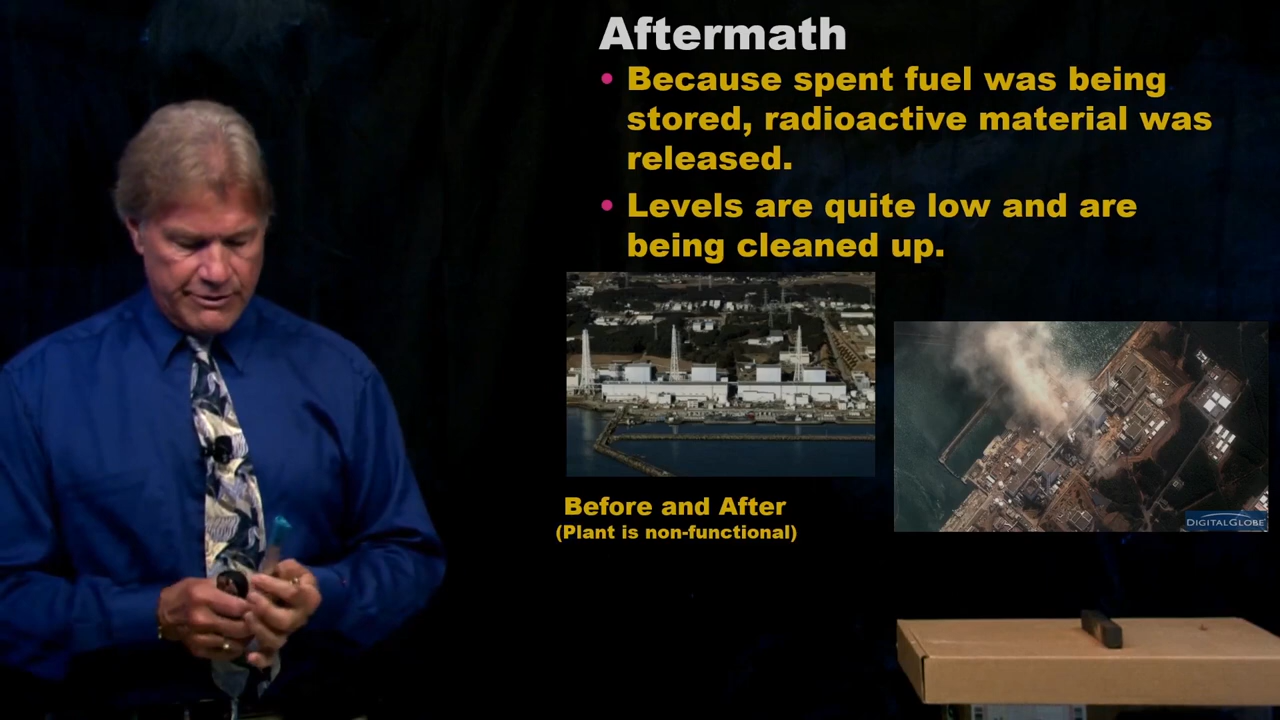 Aftermath
• Because spent fuel was being
stored, radioactive material was
released.
• Levels are quite low and are
being cleaned up.
Before and After
(Plant is non-functional)
DIGITALGLOBE